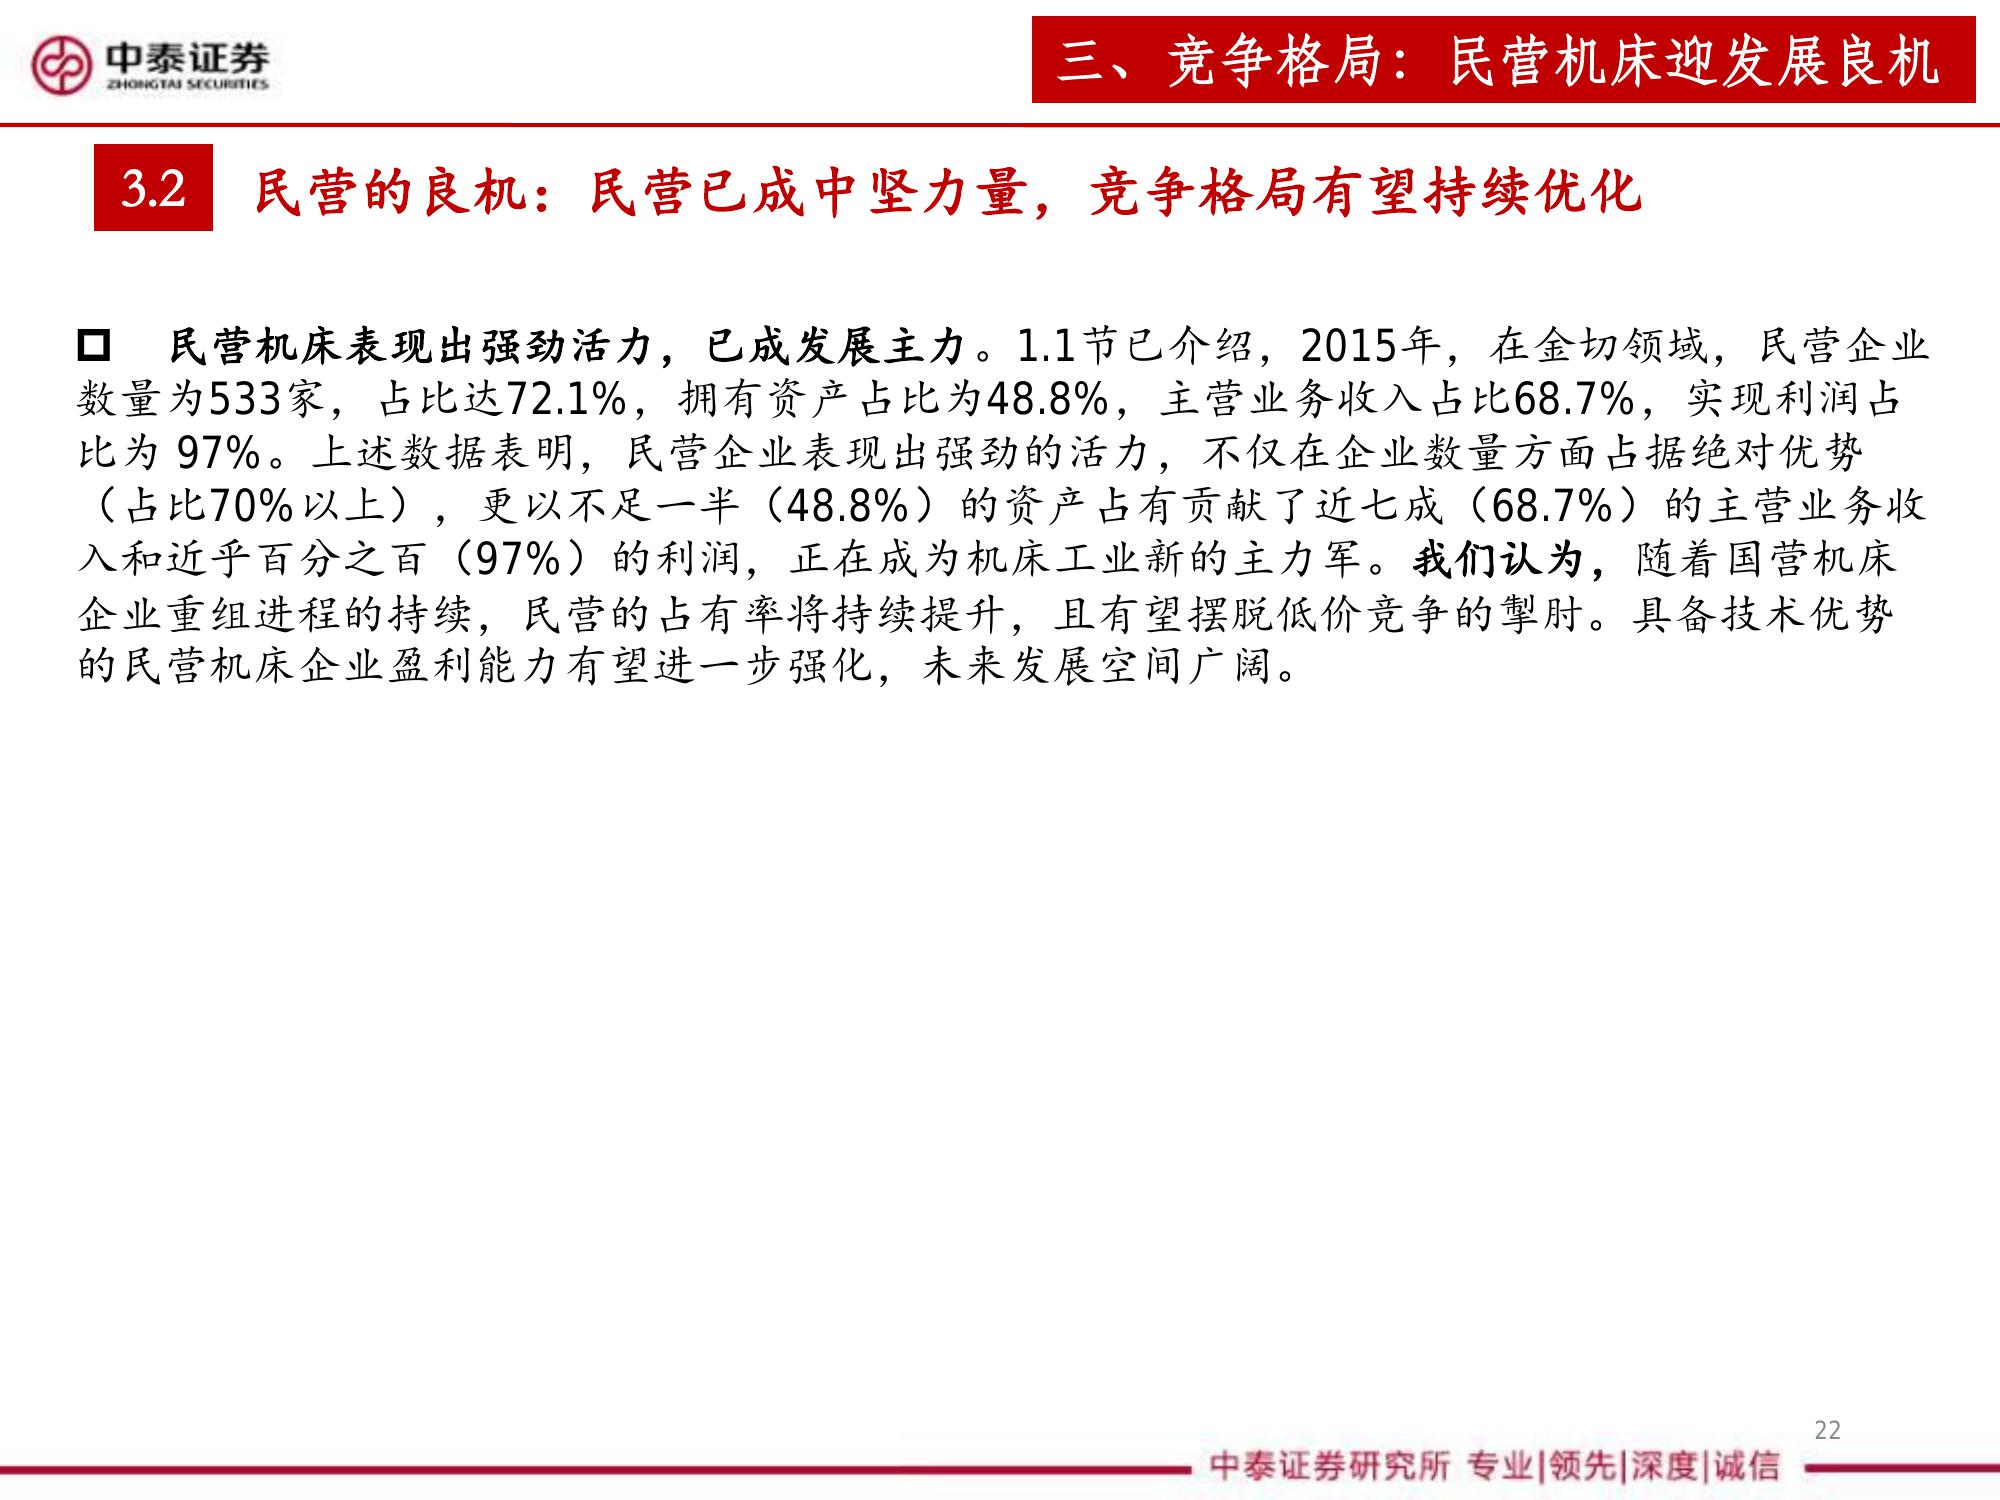 中泰证券
ZHONGTAI SECURITIES
三、竞争格局：民营机床迎发展良机
3.2
民营的良机：民营已成中坚力量，竞争格局有望持续优化
民营机床表现出强劲活力，已成发展主力。1.1节已介绍，2015年，在金切领域，民营企业
数量为533家，占比达72.1%，拥有资产占比为48.8%，主营业务收入占比68.7%，实现利润占
比为 97%。上述数据表明，民营企业表现出强劲的活力，不仅在企业数量方面占据绝对优势
（占比70%以上），更以不足一半（48.8%）的资产占有贡献了近七成（68.7%）的主营业务收
入和近乎百分之百（97%）的利润，正在成为机床工业新的主力军。我们认为，随着国营机床
企业重组进程的持续，民营的占有率将持续提升，且有望摆脱低价竞争的掣肘。具备技术优势
的民营机床企业盈利能力有望进一步强化，未来发展空间广阔。
22
中泰证券研究所 专业|领先|深度|诚信